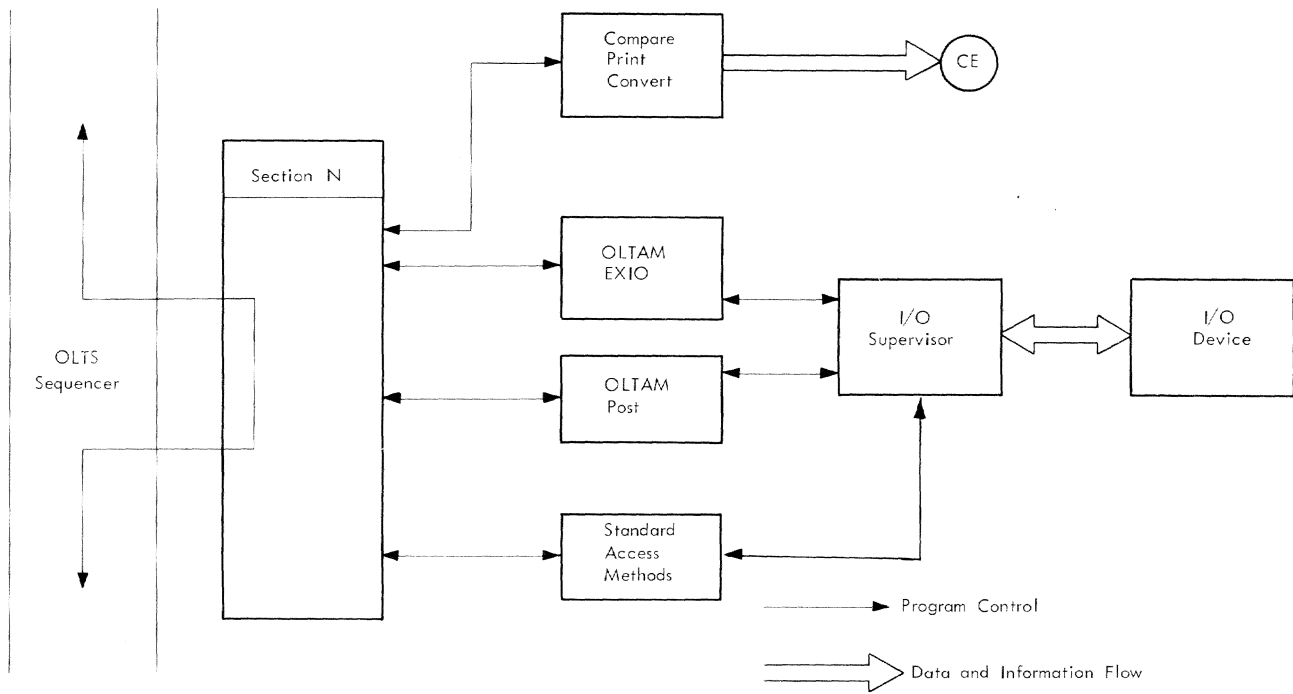 Compare
Print
Convert
CE
Section N
OLTAM
EXIO
I/O
Supervisor
I/O
Device
OLTS
Sequencer
OLTAM
Post
Standard
Access
Methods
Program Control
Data and Information Flow